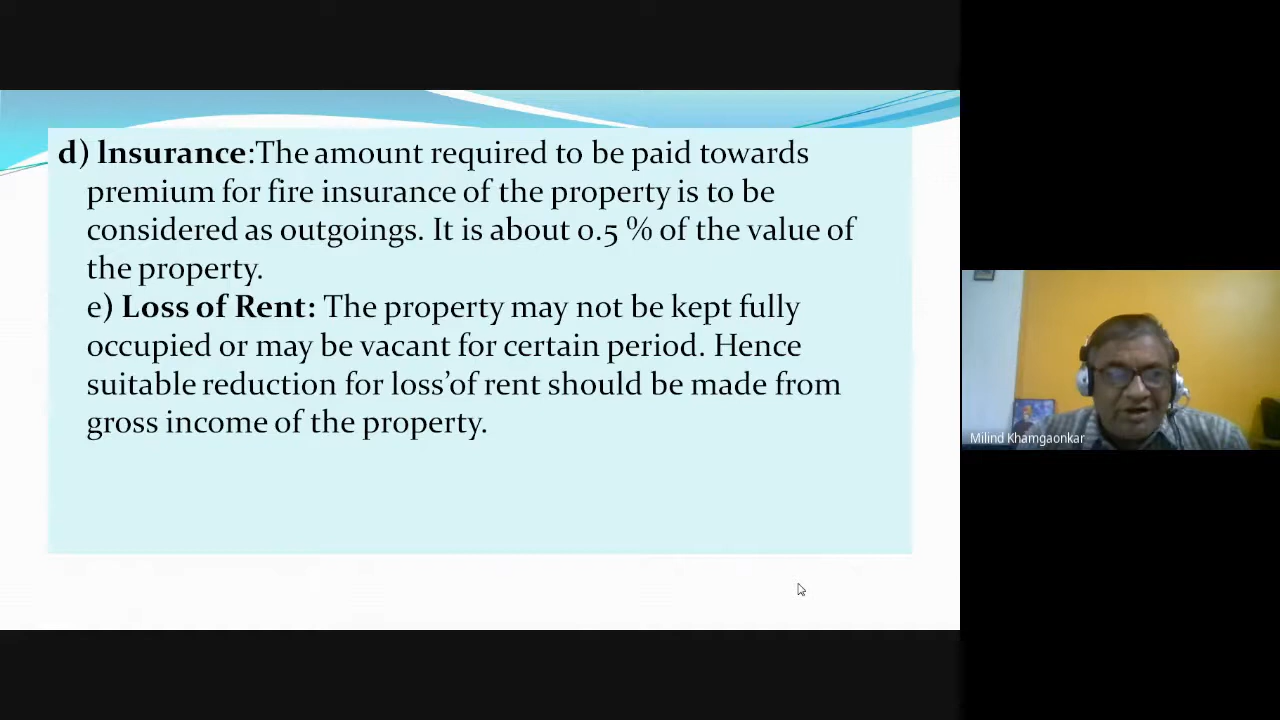 d) Insurance:The amount required to be paid towards
premium for fire insurance of the property is to be
considered as outgoings. It is about 0.5 % of the value of
the property.
e) Loss of Rent: The property may not be kept fully
occupied or may be vacant for certain period. Hence
suitable reduction for loss’of rent should be made from
gross income of the property.
Milind Khamgaonkar